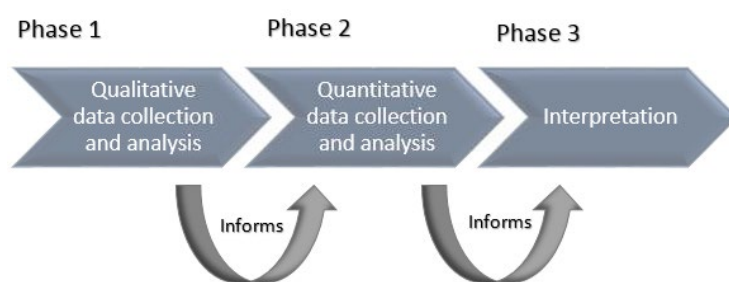 Phase 1
Phase 2
Phase 3
Qualitative
data collection
and analysis
Quantitative
data collection
and analysis
Interpretation
Informs
Informs